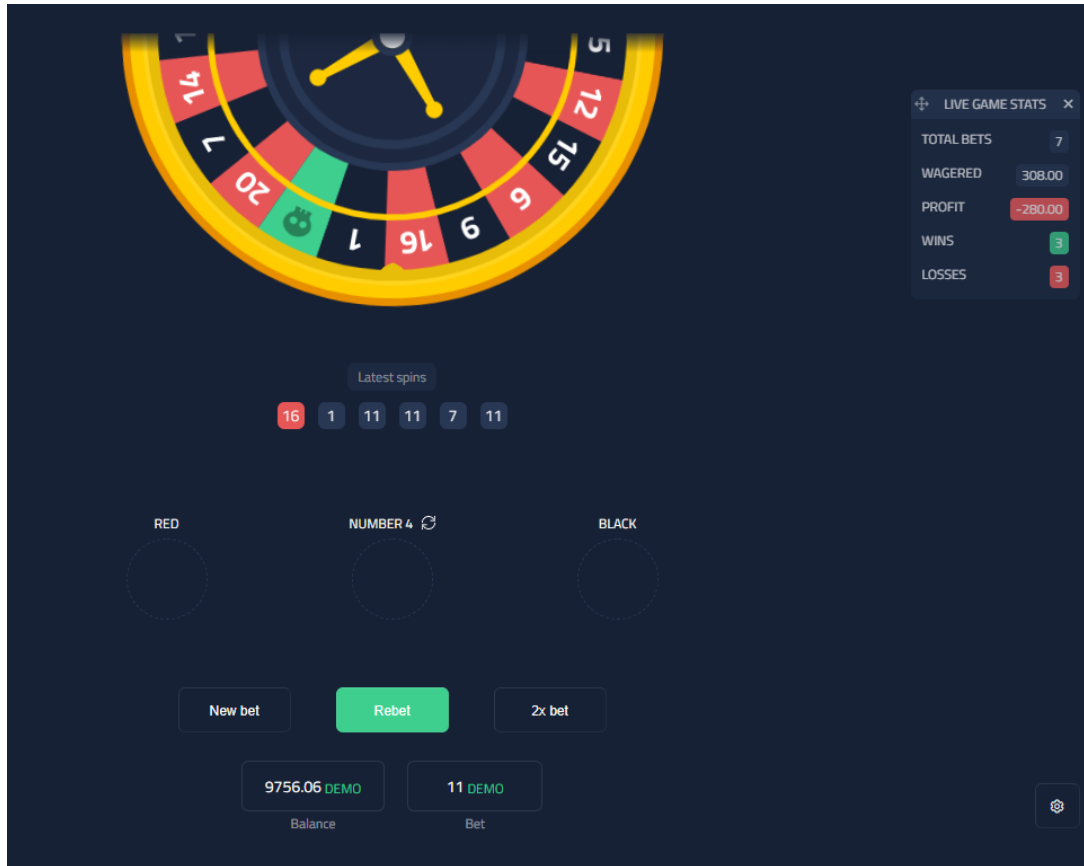 5
14
12
7
15
20
6
1
16
9
LIVE GAME STATS
TOTAL BETS 7
WAGERED 308.00
PROFIT -280.00
WINS 3
LOSSES 3
Latest spins
16 1 11 11 7 11
RED NUMBER 4 BLACK
New bet Rebet 2x bet
9756.06 DEMO 11 DEMO
Balance Bet